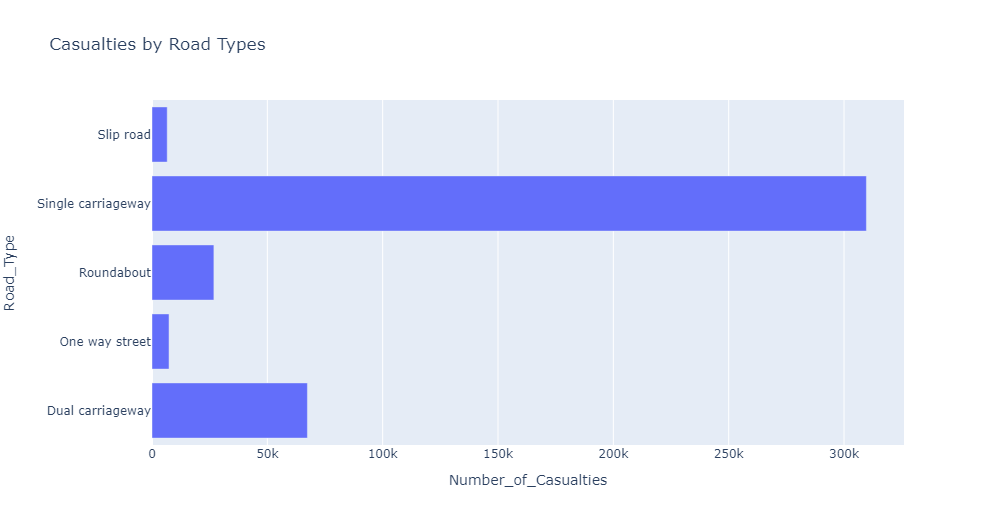 Casualties by Road Types
Slip road
Single carriageway
Roundabout
One way street
Dual carriageway
Road_Type
0 50k 100k 150k 200k 250k 300k
Number_of_Casualties